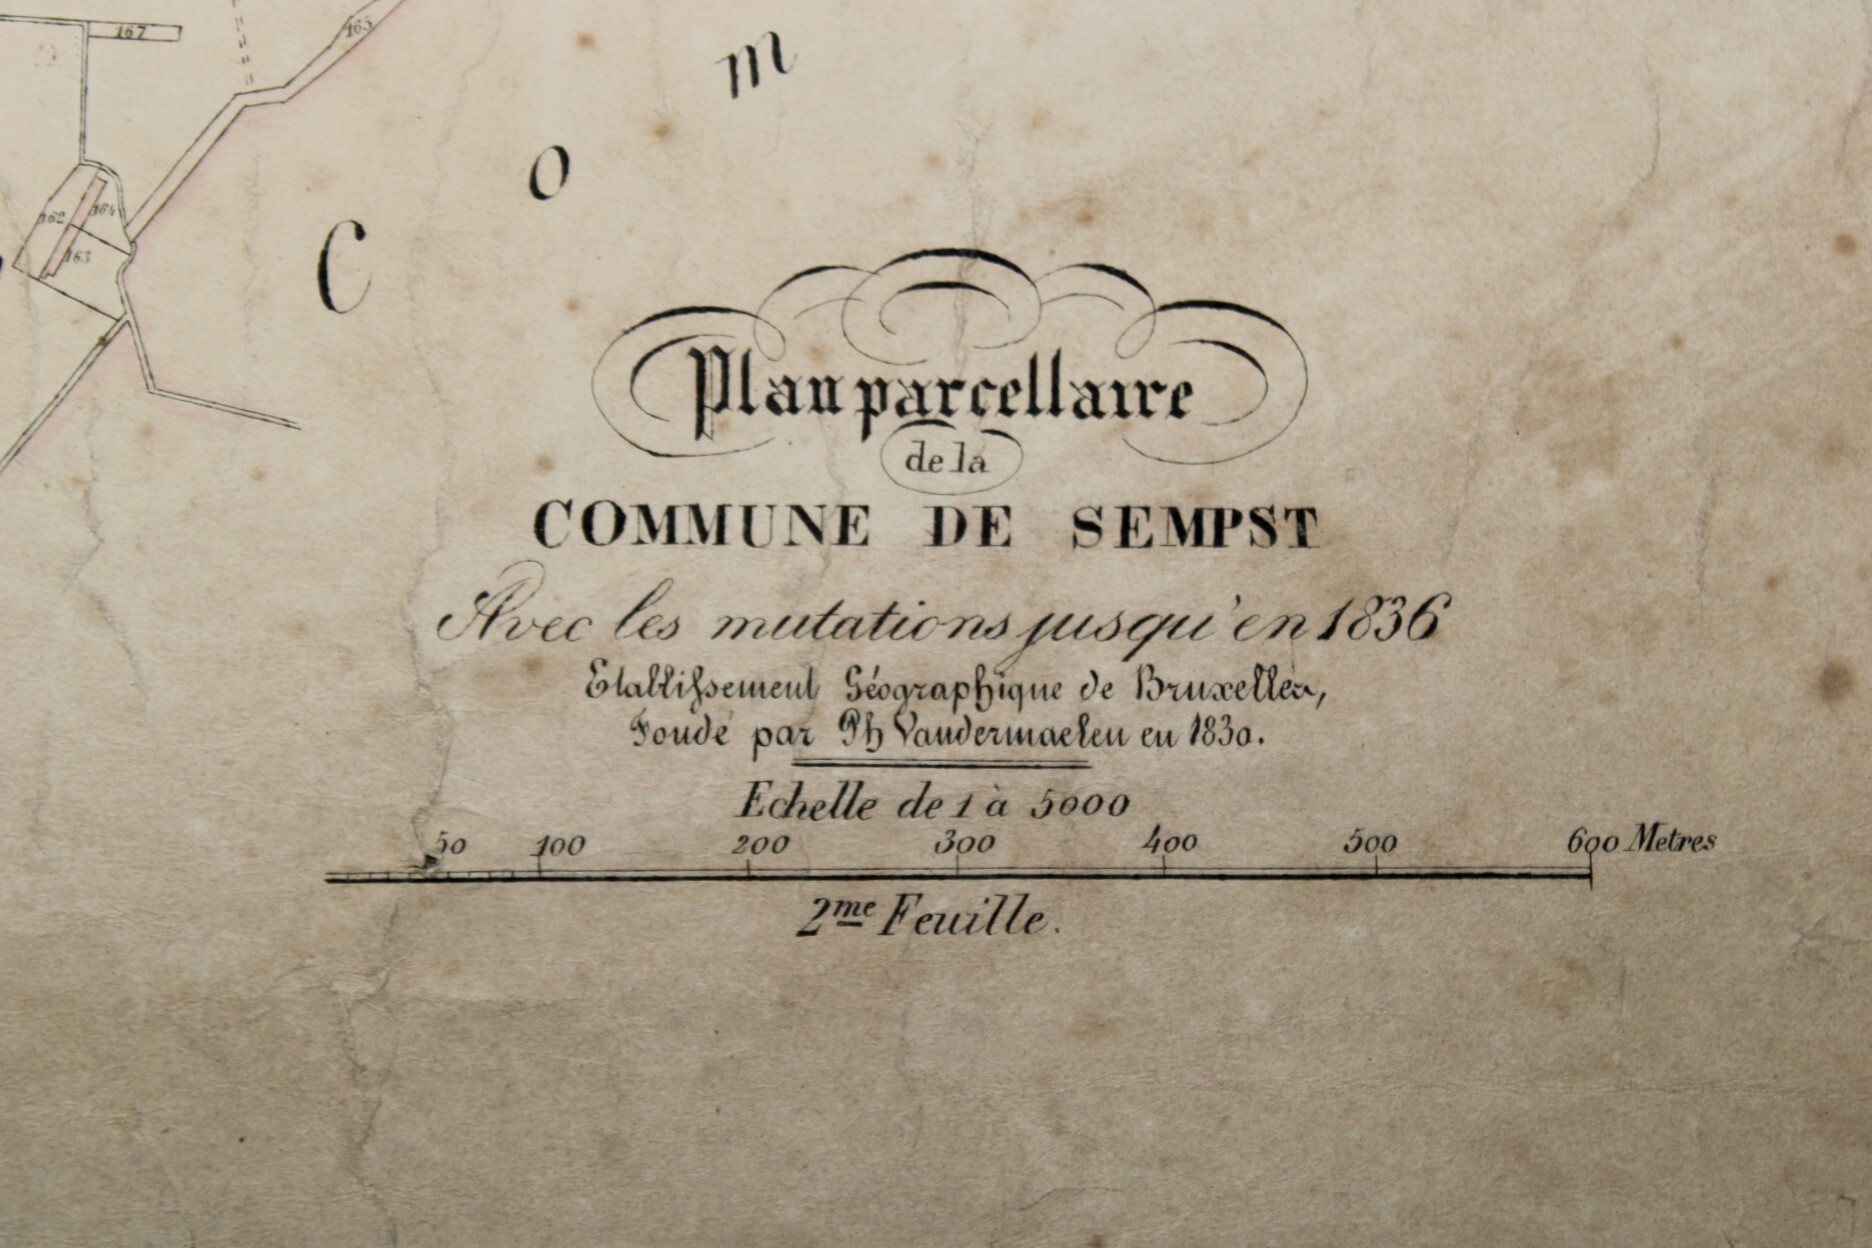 167
165
m
o
162
164
163
C
Plan parcellaire
de la
COMMUNE DE SEMPST
Avec les mutations jusqu'en 1836
Etablissement Géographique de Bruxelles,
Fondé par Ph Vandermaelen en 1830.
Echelle de 1 à 5000
50 100 200 300 400 500 600 Metres
2me Feuille.